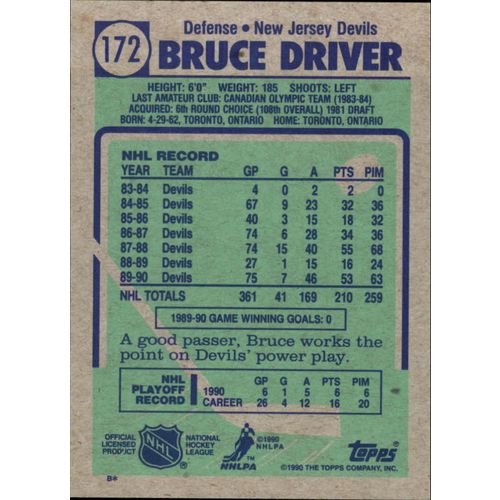 172
Defense • New Jersey Devils
BRUCE DRIVER
HEIGHT: 6'0" WEIGHT: 185 SHOOTS: LEFT
LAST AMATEUR CLUB: CANADIAN OLYMPIC TEAM (1983-84)
ACQUIRED: 6th ROUND CHOICE (108th OVERALL) 1981 DRAFT
BORN: 4-29-62, TORONTO, ONTARIO HOME: TORONTO, ONTARIO
NHL RECORD
YEAR TEAM GP G A PTS PIM
83-84 Devils 4 0 2 2 0
84-85 Devils 67 9 23 32 36
85-86 Devils 40 3 15 18 32
86-87 Devils 74 6 28 34 36
87-88 Devils 74 15 40 55 68
88-89 Devils 27 1 15 16 24
89-90 Devils 75 7 46 53 63
NHL TOTALS 361 41 169 210 259
1989-90 GAME WINNING GOALS: 0
A good passer, Bruce works the
point on Devils' power play.
NHL PLAYOFF RECORD
GP G A PTS PIM
1990 6 1 5 6 6
CAREER 26 4 12 16 20
OFFICIAL LICENSED PRODUCT
NHL
NATIONAL HOCKEY LEAGUE
©1990 NHLPA
NHLPA
Topps
©1990 THE TOPPS COMPANY, INC.
B*